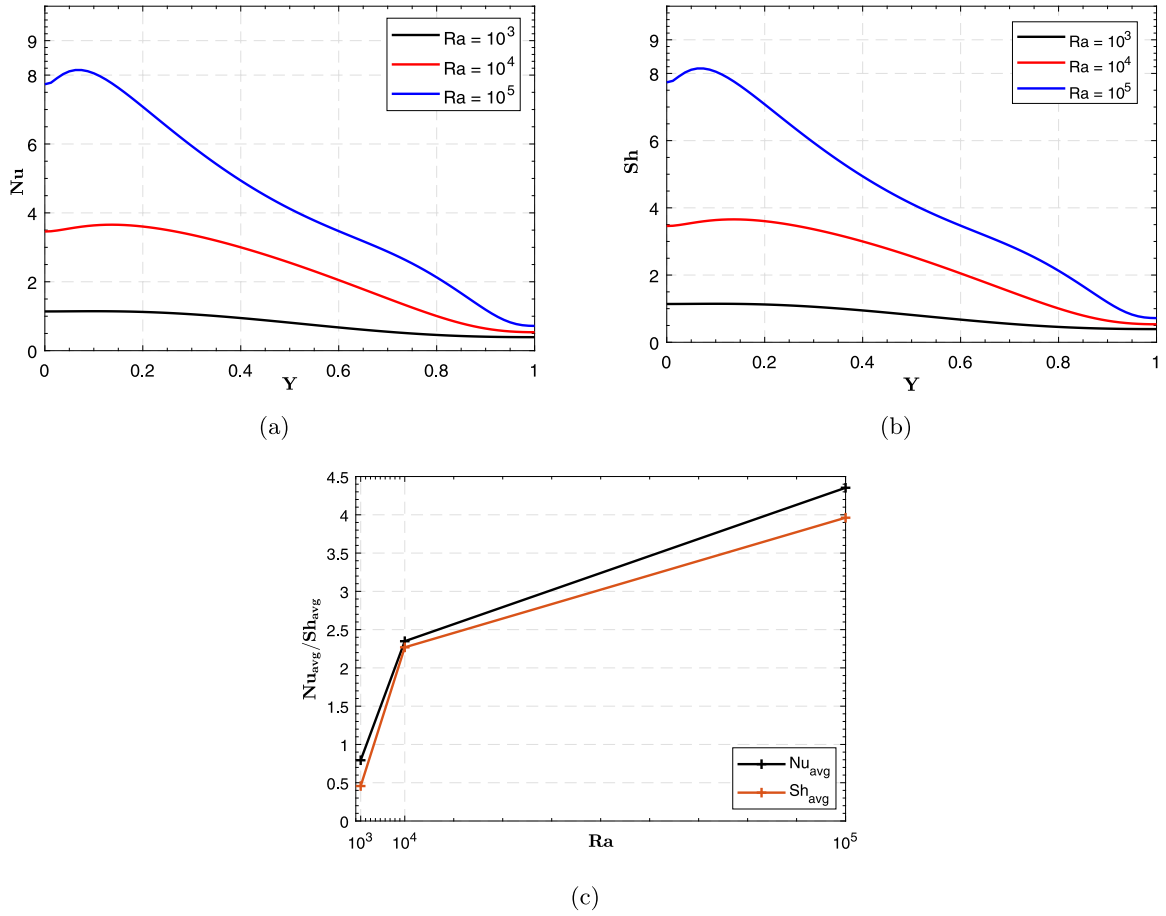 Nu
9
8
6
4
2
0
0
0.2
0.4
0.6
0.8
1
Y
Ra = 10³
Ra = 10⁴
Ra = 10⁵
(a)
Sh
9
8
6
4
2
0
0
0.2
0.4
0.6
0.8
1
Y
Ra = 10³
Ra = 10⁴
Ra = 10⁵
(b)
Nu_avg/Sh_avg
4.5
4
3.5
3
2.5
2
1.5
1
0.5
0
10³
10⁴
Ra
10⁵
Nu_avg
Sh_avg
(c)